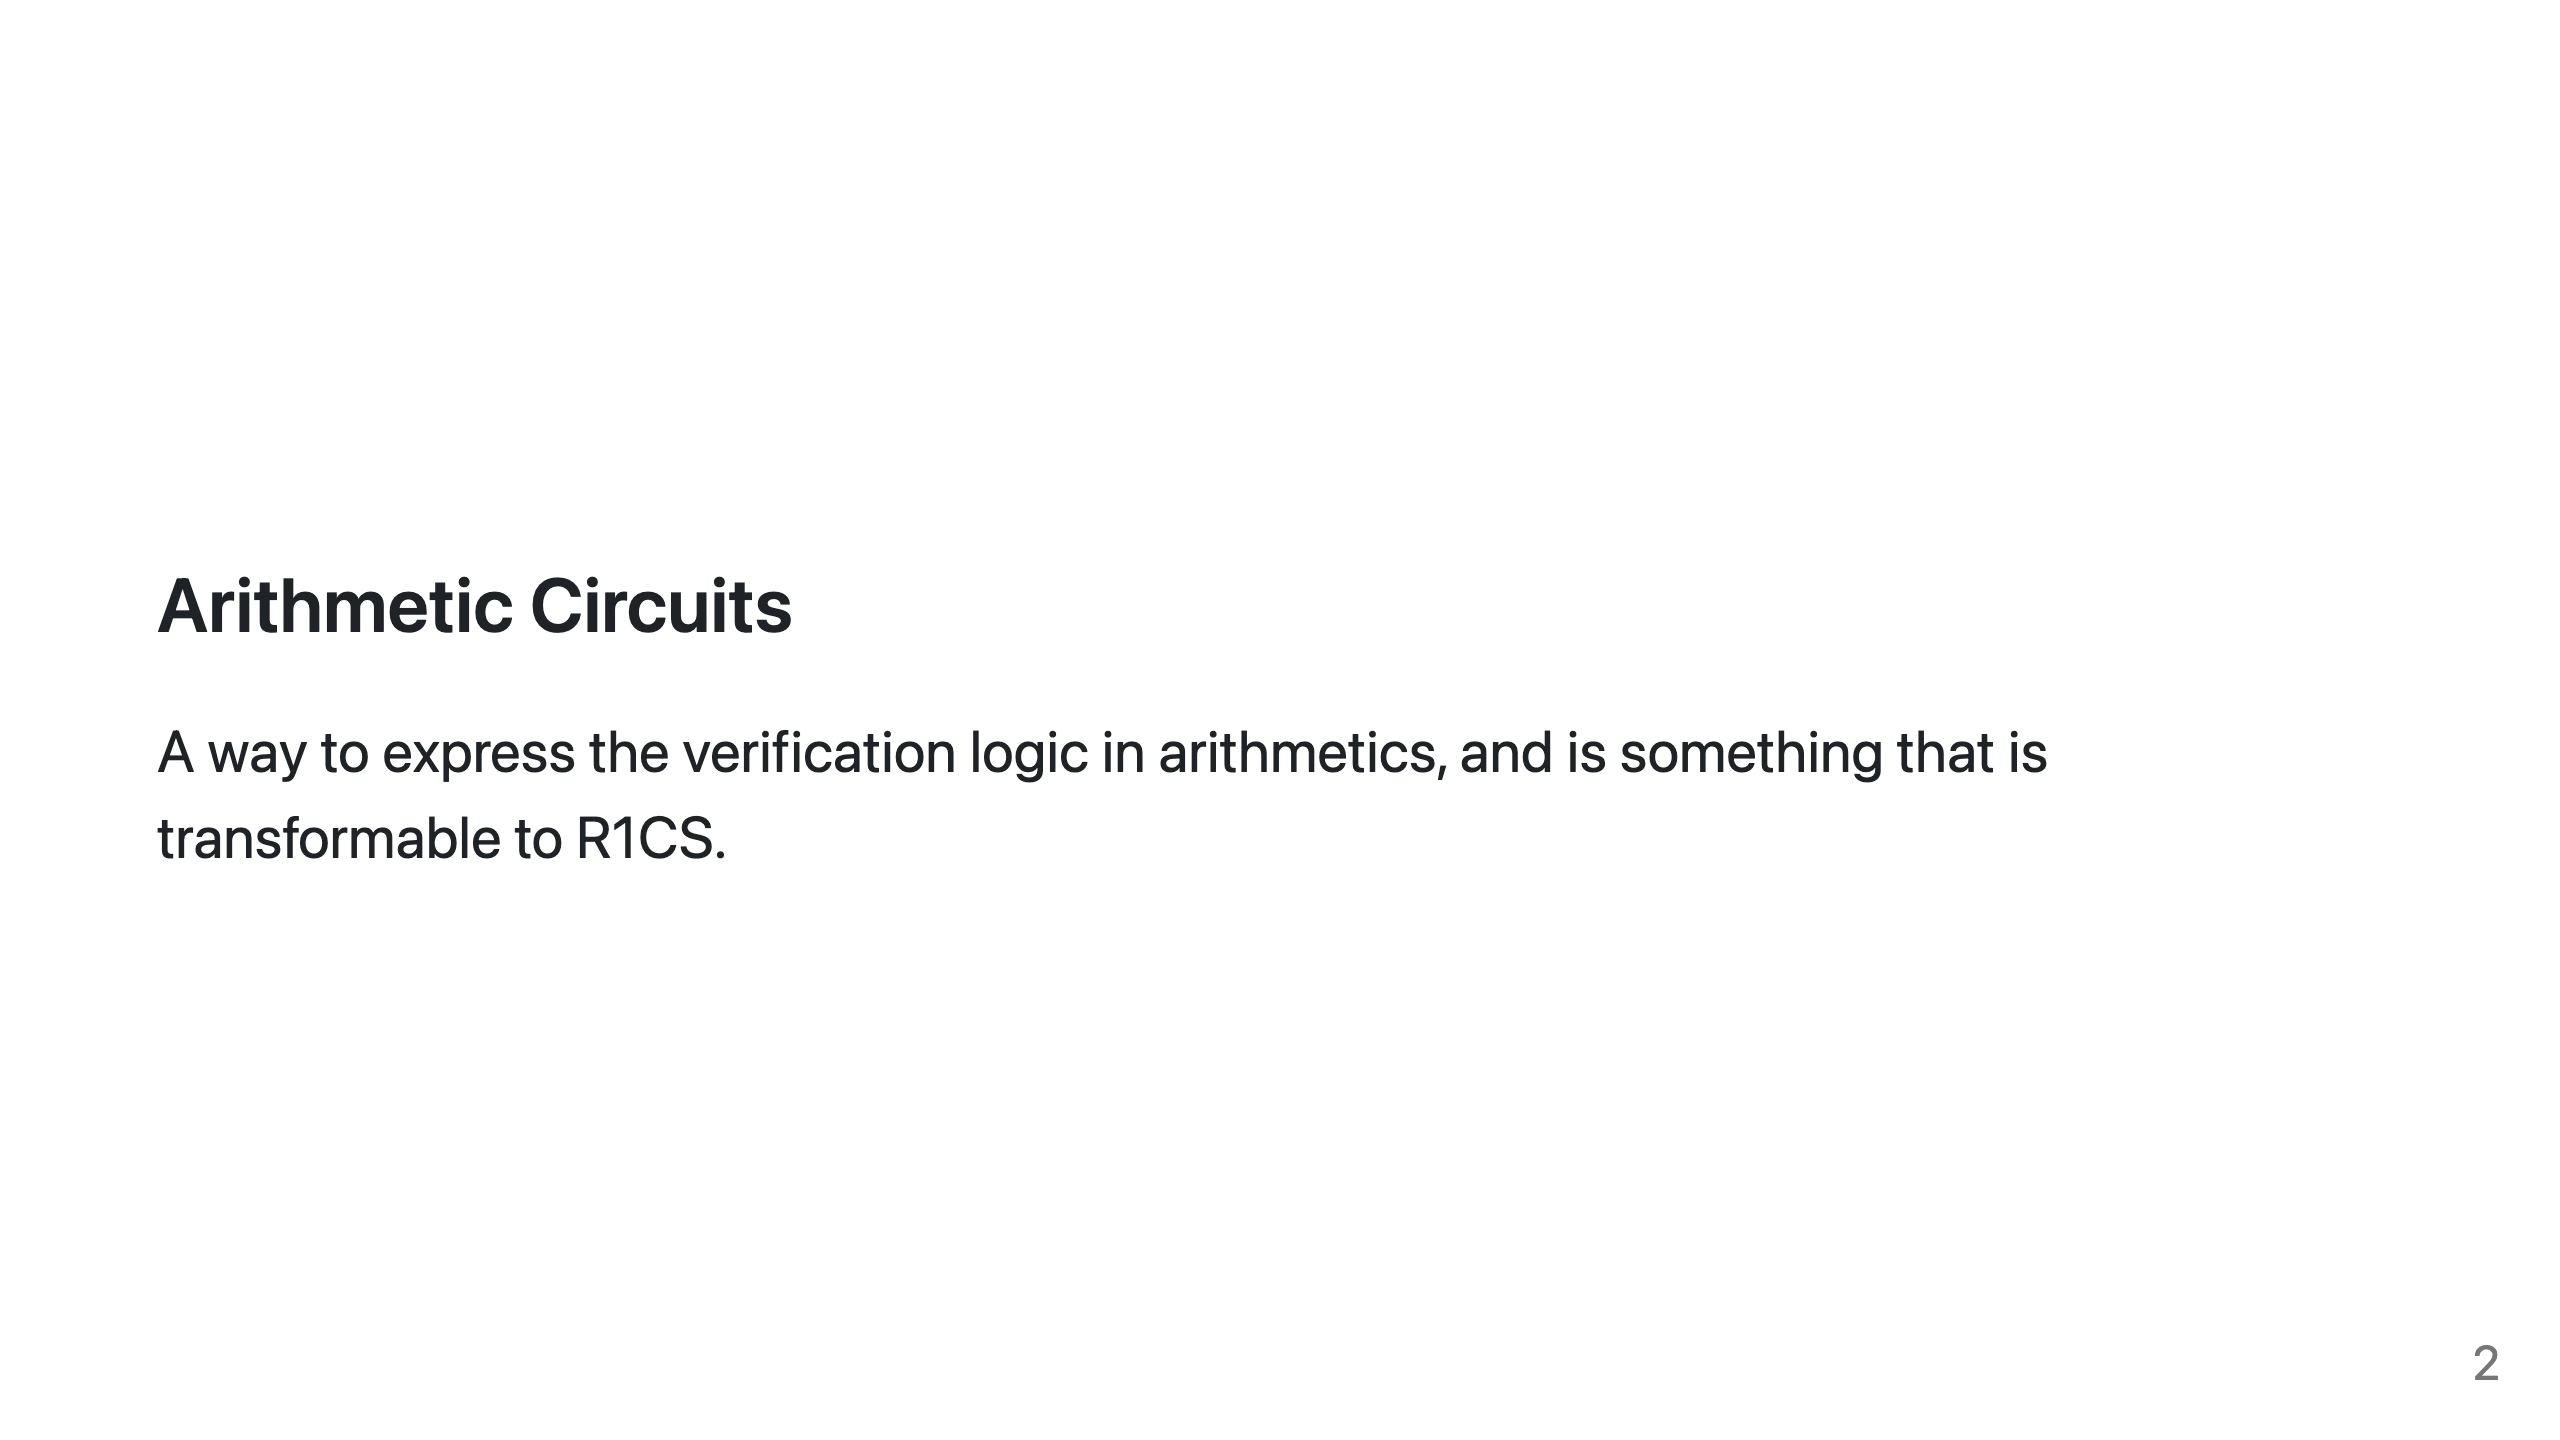 Arithmetic Circuits
A way to express the verification logic in arithmetics, and is something that is
transformable to R1CS.
2